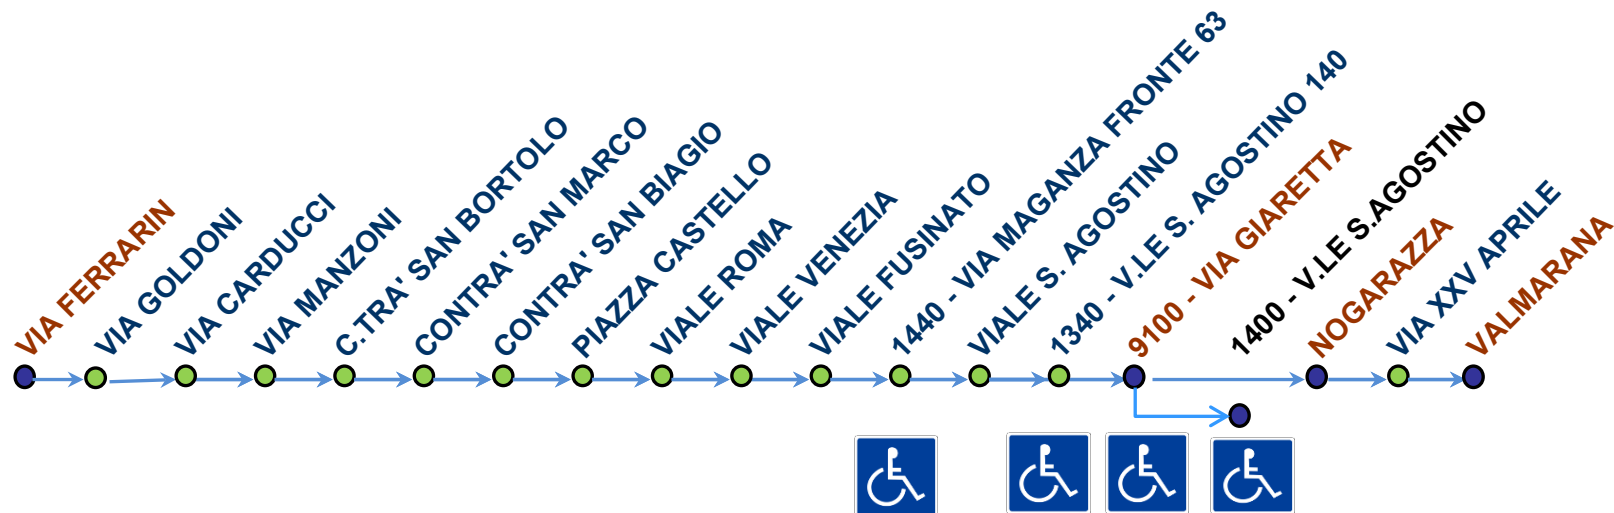 VIA FERRARIN
VIA GOLDONI
VIA CARDUCCI
VIA MANZONI
C.TRA' SAN BORTOLO
CONTRA' SAN MARCO
CONTRA' SAN BIAGIO
PIAZZA CASTELLO
VIALE ROMA
VIALE VENEZIA
VIALE FUSINATO
1440 - VIA MAGANZA FRONTE 63
VIALE S. AGOSTINO
1340 - V.LE S. AGOSTINO 140
9100 - VIA GIARETTA
1400 - V.LE S.AGOSTINO
NOGARAZZA
VIA XXV APRILE
VALMARANA